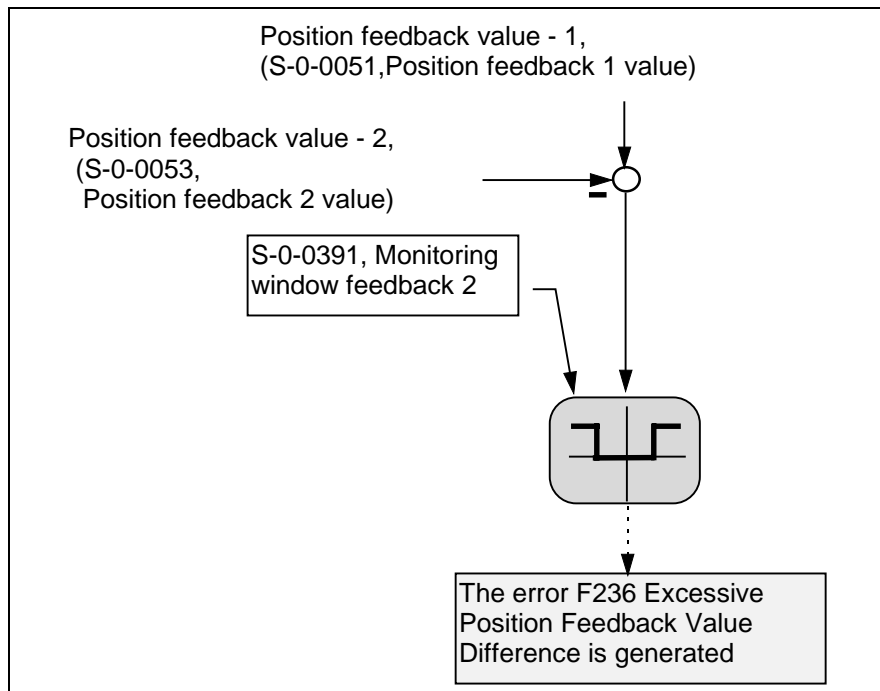 Position feedback value - 1,
(S-0-0051,Position feedback 1 value)
Position feedback value - 2,
(S-0-0053,
Position feedback 2 value)
S-0-0391, Monitoring
window feedback 2
The error F236 Excessive
Position Feedback Value
Difference is generated